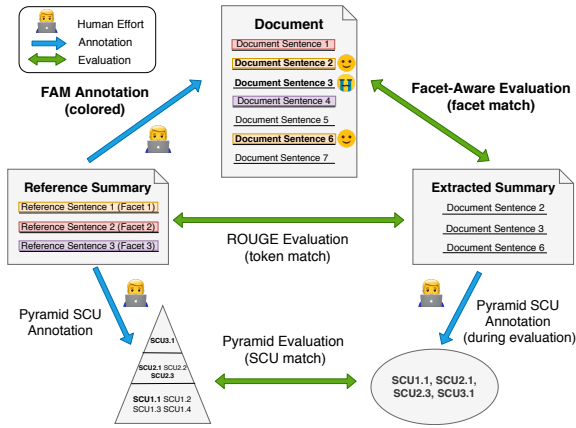 Human Effort
Annotation
Evaluation
Document
Document Sentence 1
Document Sentence 2
Document Sentence 3
Document Sentence 4
Document Sentence 5
Document Sentence 6
Document Sentence 7
FAM Annotation
(colored)
Facet-Aware Evaluation
(facet match)
Reference Summary
Reference Sentence 1 (Facet 1)
Reference Sentence 2 (Facet 2)
Reference Sentence 3 (Facet 3)
Extracted Summary
Document Sentence 2
Document Sentence 3
Document Sentence 6
ROUGE Evaluation
(token match)
Pyramid SCU
Annotation
Pyramid SCU
Annotation
(during evaluation)
Pyramid Evaluation
(SCU match)
SCU3.1
SCU2.1 SCU2.2
SCU2.3
SCU1.1 SCU1.2
SCU1.3 SCU1.4
SCU1.1, SCU2.1,
SCU2.3, SCU3.1